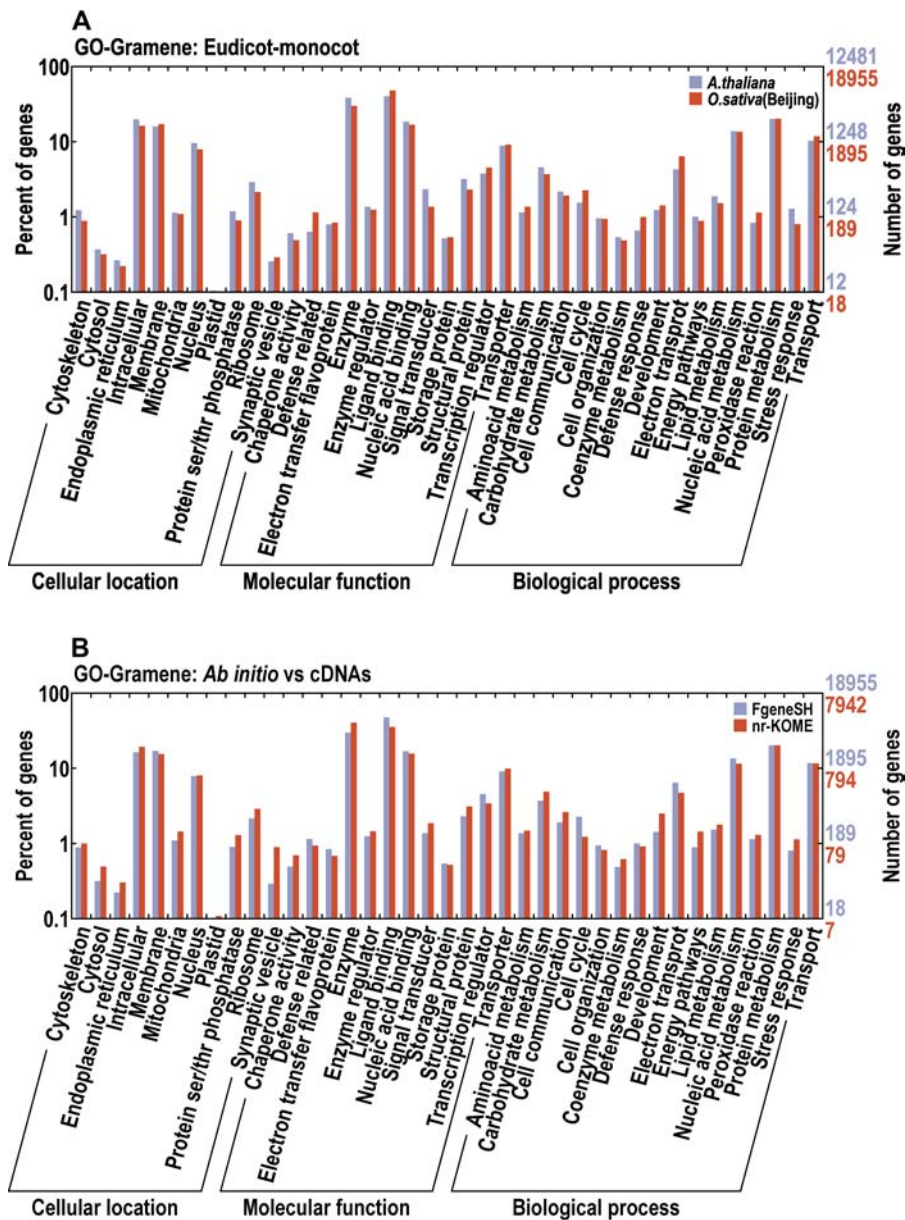 A
GO-Gramene: Eudicot-monocot
100
10
1
0.1
Percent of genes
A.thaliana
O.sativa(Beijing)
12481
18955
1248
1895
124
189
12
18
Number of genes
Cytoskeleton
Cytosol
Endoplasmic reticulum
Intracellular
Membrane
Mitochondria
Nucleus
Plastid
Protein ser/thr phosphatase
Ribosome
Synaptic vesicle
Chaperone activity
Defense related
Electron transfer flavoprotein
Enzyme
Enzyme regulator
Ligand binding
Nucleic acid binding
Signal transducer
Storage protein
Structural protein
Transcription regulator
Transporter
Aminoacid metabolism
Carbohydrate metabolism
Cell communication
Cell cycle
Cell organization
Coenzyme metabolism
Defense response
Development
Electron transprot
Energy pathways
Lipid metabolism
Nucleic acid metabolism
Peroxidase reaction
Protein metabolism
Stress response
Transport
Cellular location
Molecular function
Biological process
B
GO-Gramene: Ab initio vs cDNAs
100
10
1
0.1
Percent of genes
FgeneSH
nr-KOME
18955
7942
1895
794
189
79
18
7
Number of genes
Cytoskeleton
Cytosol
Endoplasmic reticulum
Intracellular
Membrane
Mitochondria
Nucleus
Plastid
Protein ser/thr phosphatase
Ribosome
Synaptic vesicle
Chaperone activity
Defense related
Electron transfer flavoprotein
Enzyme
Enzyme regulator
Ligand binding
Nucleic acid binding
Signal transducer
Storage protein
Structural protein
Transcription regulator
Transporter
Aminoacid metabolism
Carbohydrate metabolism
Cell communication
Cell cycle
Cell organization
Coenzyme metabolism
Defense response
Development
Electron transprot
Energy pathways
Lipid metabolism
Nucleic acid metabolism
Peroxidase reaction
Protein metabolism
Stress response
Transport
Cellular location
Molecular function
Biological process